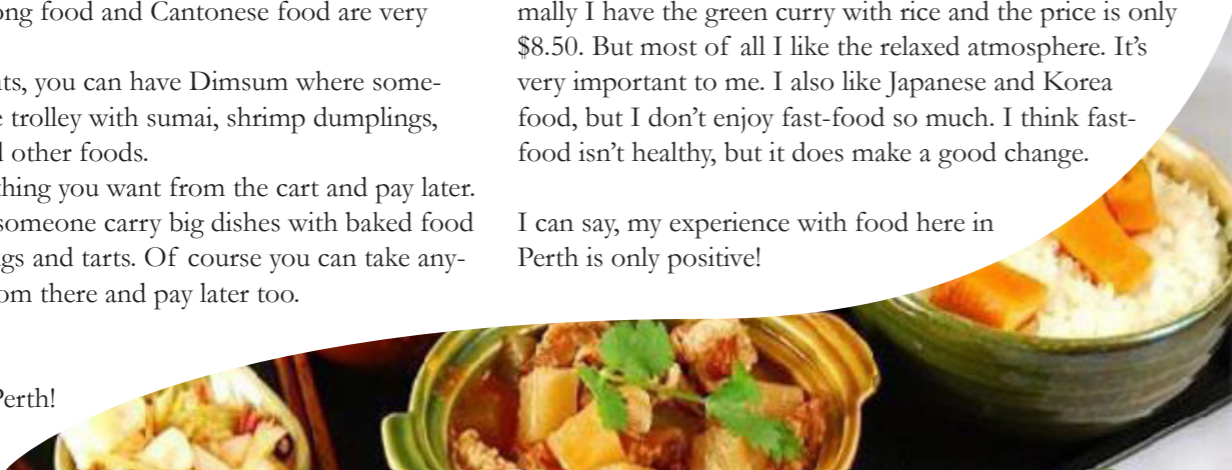 ong food and Cantonese food are very
nts, you can have Dimsum where some-
e trolley with sumai, shrimp dumplings,
d other foods.
thing you want from the cart and pay later.
someone carry big dishes with baked food
gs and tarts. Of course you can take any-
om there and pay later too.
Perth!
mally I have the green curry with rice and the price is only
$8.50. But most of all I like the relaxed atmosphere. It’s
very important to me. I also like Japanese and Korea
food, but I don’t enjoy fast-food so much. I think fast-
food isn’t healthy, but it does make a good change.
I can say, my experience with food here in
Perth is only positive!